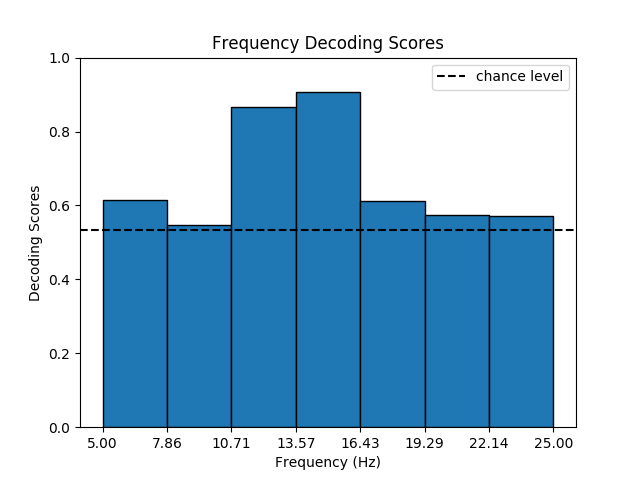 Frequency Decoding Scores
chance level
Decoding Scores
1.0
0.8
0.6
0.4
0.2
0.0
5.00 7.86 10.71 13.57 16.43 19.29 22.14 25.00
Frequency (Hz)